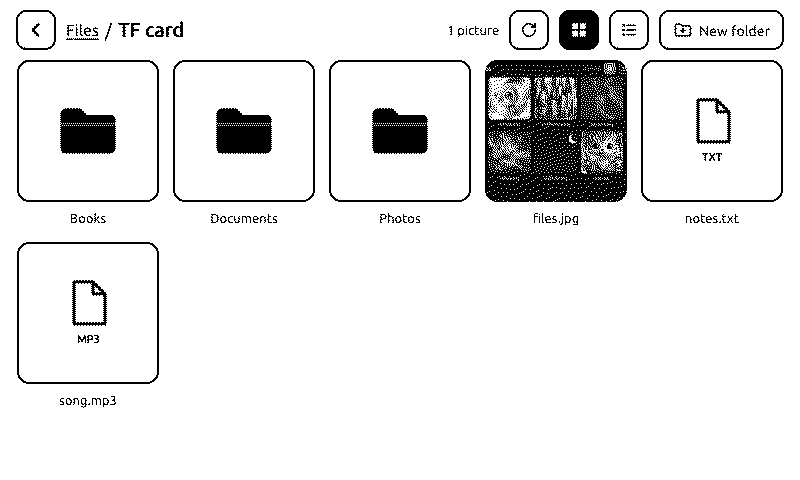 Files / TF card
1 picture
New folder
TXT
Books
Documents
Photos
files.jpg
notes.txt
MP3
song.mp3